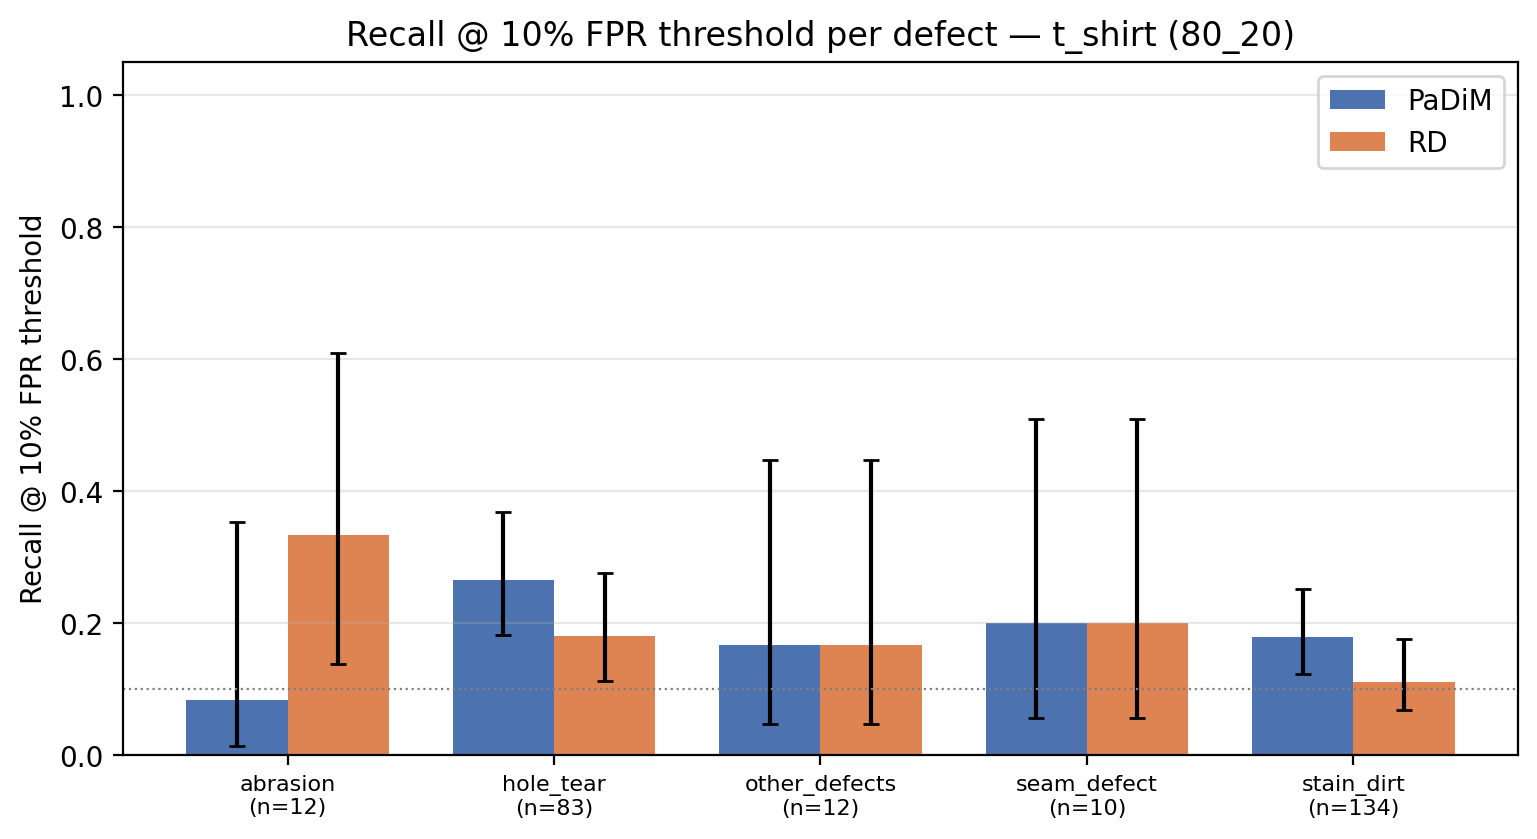 Recall @ 10% FPR threshold per defect — t_shirt (80_20)
PaDiM
RD
Recall @ 10% FPR threshold
1.0
0.8
0.6
0.4
0.2
0.0
abrasion
(n=12)
hole_tear
(n=83)
other_defects
(n=12)
seam_defect
(n=10)
stain_dirt
(n=134)